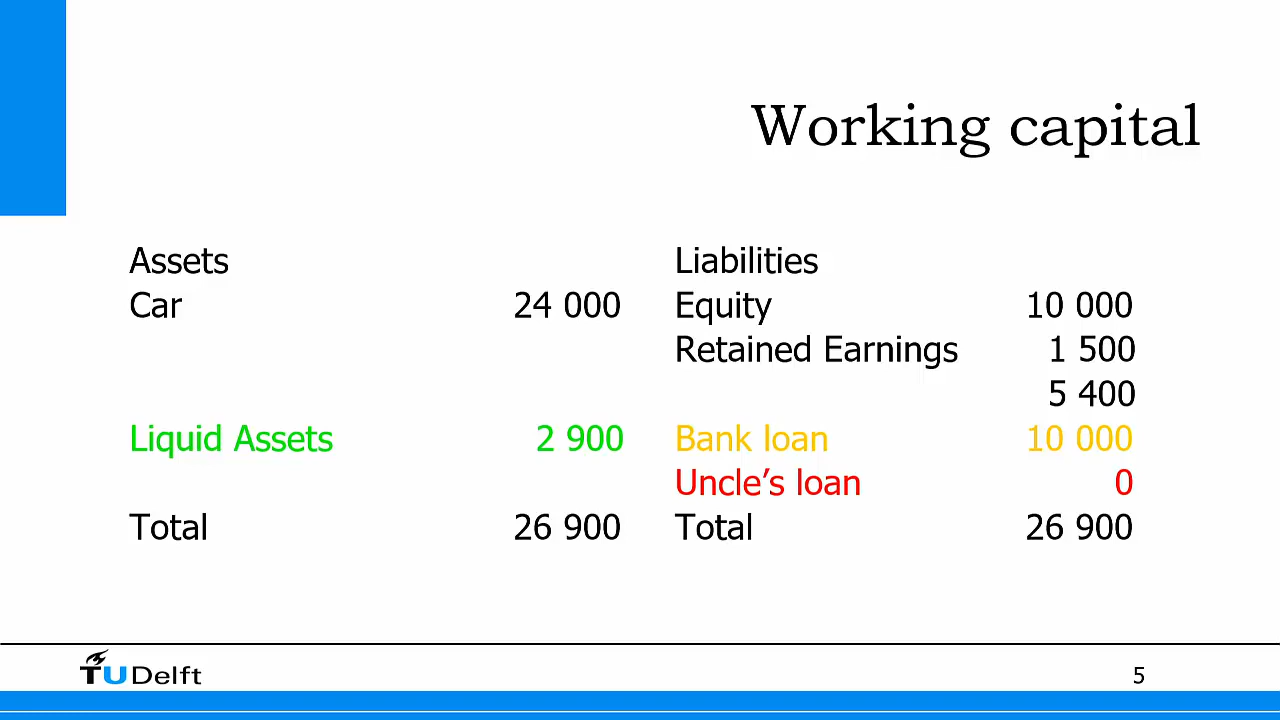 Working capital
Assets Liabilities
Car 24 000 Equity 10 000
Retained Earnings 1 500
5 400
Liquid Assets 2 900 Bank loan 10 000
Uncle’s loan 0
Total 26 900 Total 26 900
TU Delft 5